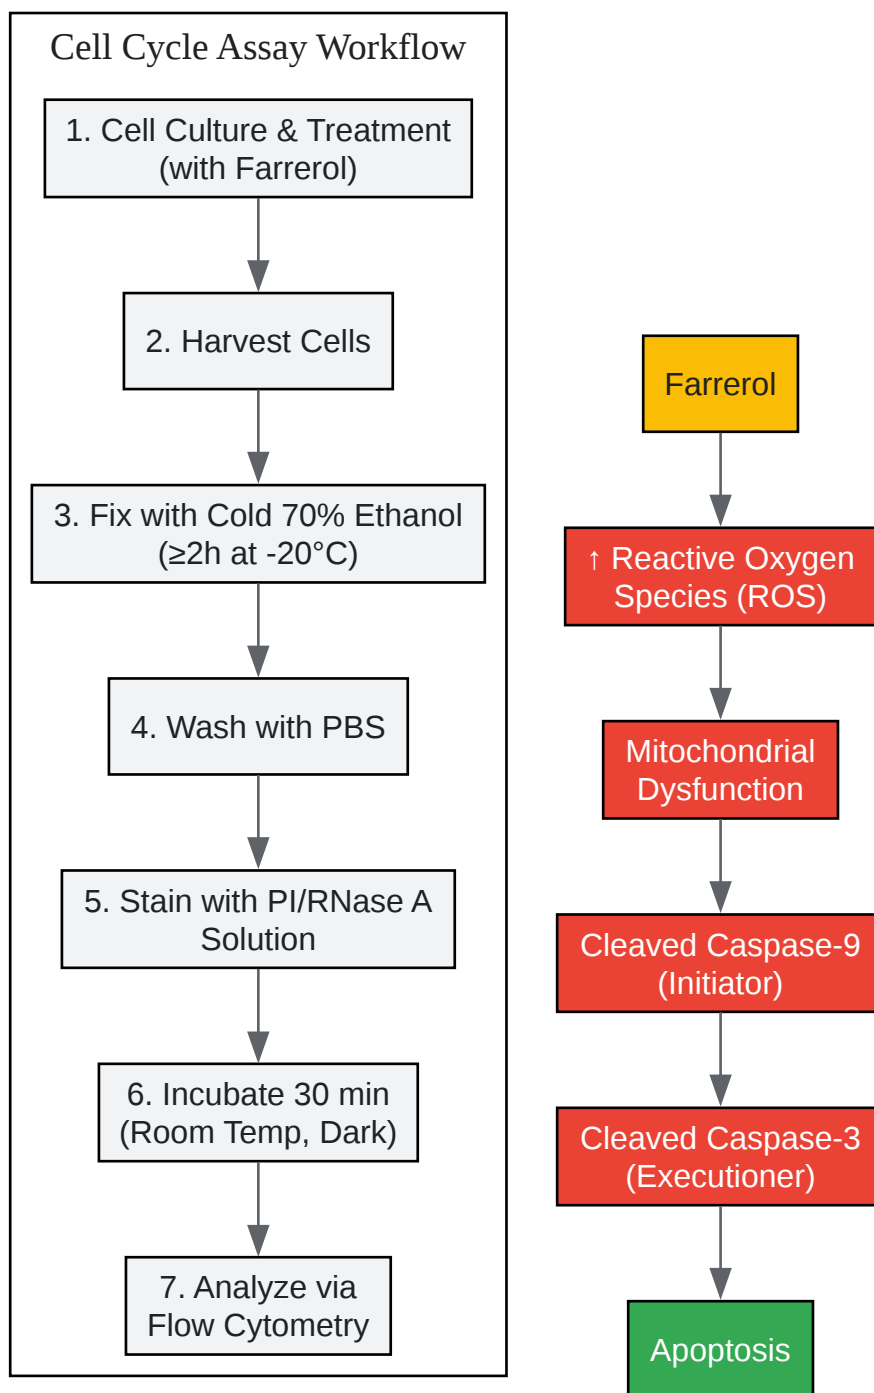 Cell Cycle Assay Workflow
1. Cell Culture & Treatment
(with Farrerol)
2. Harvest Cells
3. Fix with Cold 70% Ethanol
(≥2h at -20°C)
4. Wash with PBS
5. Stain with PI/RNase A
Solution
6. Incubate 30 min
(Room Temp, Dark)
7. Analyze via
Flow Cytometry
Farrerol
↑ Reactive Oxygen
Species (ROS)
Mitochondrial
Dysfunction
Cleaved Caspase-9
(Initiator)
Cleaved Caspase-3
(Executioner)
Apoptosis